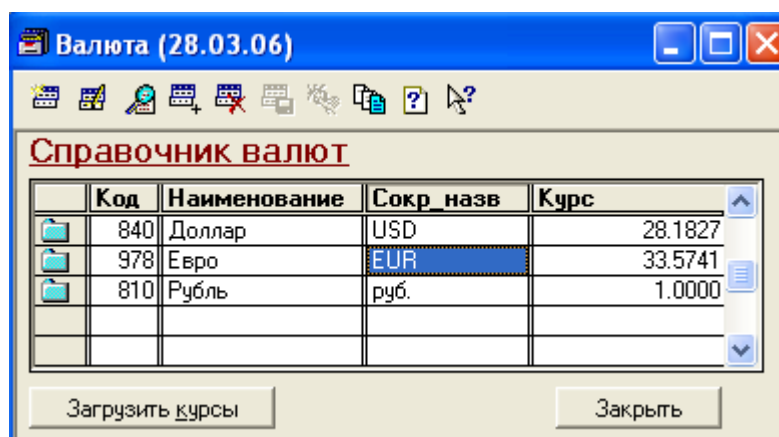 Валюта (28.03.06)
Справочник валют
Код Наименование Сокр_назв Курс
840 Доллар USD 28.1827
978 Евро EUR 33.5741
810 Рубль руб. 1.0000
Загрузить курсы Закрыть